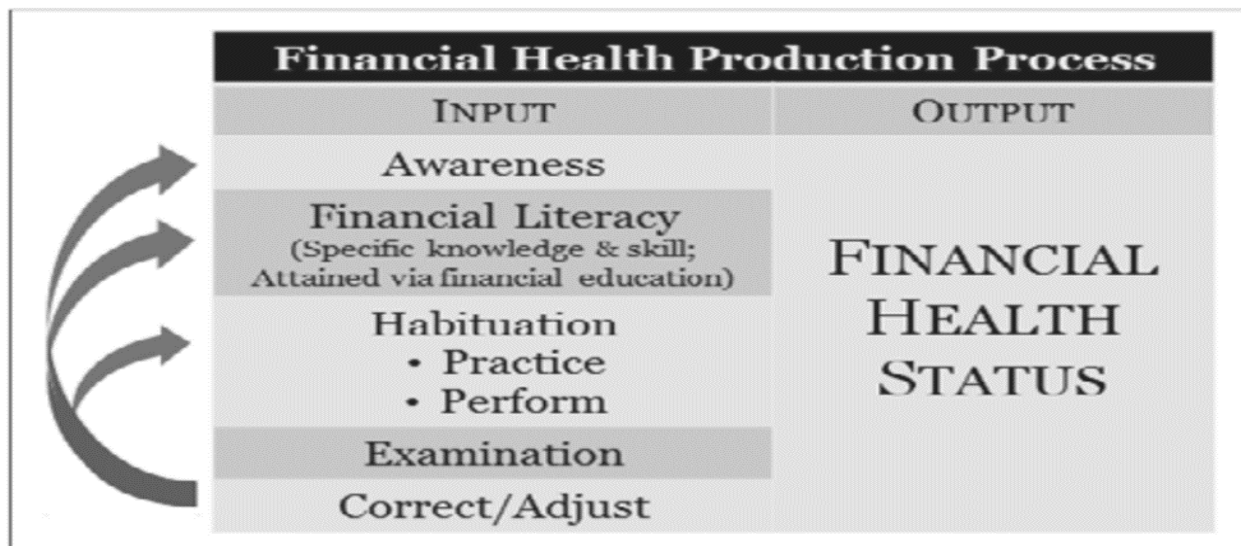 Financial Health Production Process
INPUT
OUTPUT
Awareness
Financial Literacy
(Specific knowledge & skill;
Attained via financial education)
Habituation
• Practice
• Perform
Examination
Correct/Adjust
FINANCIAL
HEALTH
STATUS